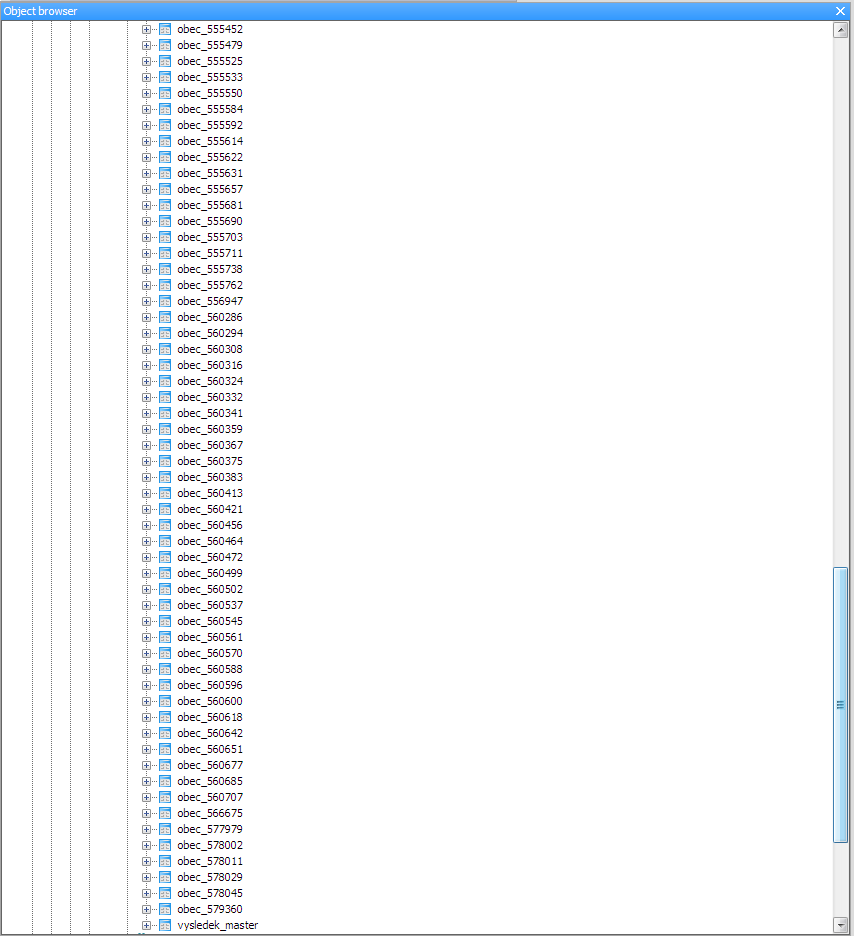 Object browser
obec_555452
obec_555479
obec_555525
obec_555533
obec_555550
obec_555584
obec_555592
obec_555614
obec_555622
obec_555631
obec_555657
obec_555681
obec_555690
obec_555703
obec_555711
obec_555738
obec_555762
obec_556947
obec_560286
obec_560294
obec_560308
obec_560316
obec_560324
obec_560332
obec_560341
obec_560359
obec_560367
obec_560375
obec_560383
obec_560413
obec_560421
obec_560456
obec_560464
obec_560472
obec_560499
obec_560502
obec_560537
obec_560545
obec_560561
obec_560570
obec_560588
obec_560596
obec_560600
obec_560618
obec_560642
obec_560651
obec_560677
obec_560685
obec_560707
obec_566675
obec_577979
obec_578002
obec_578011
obec_578029
obec_578045
obec_579360
vysledek_master